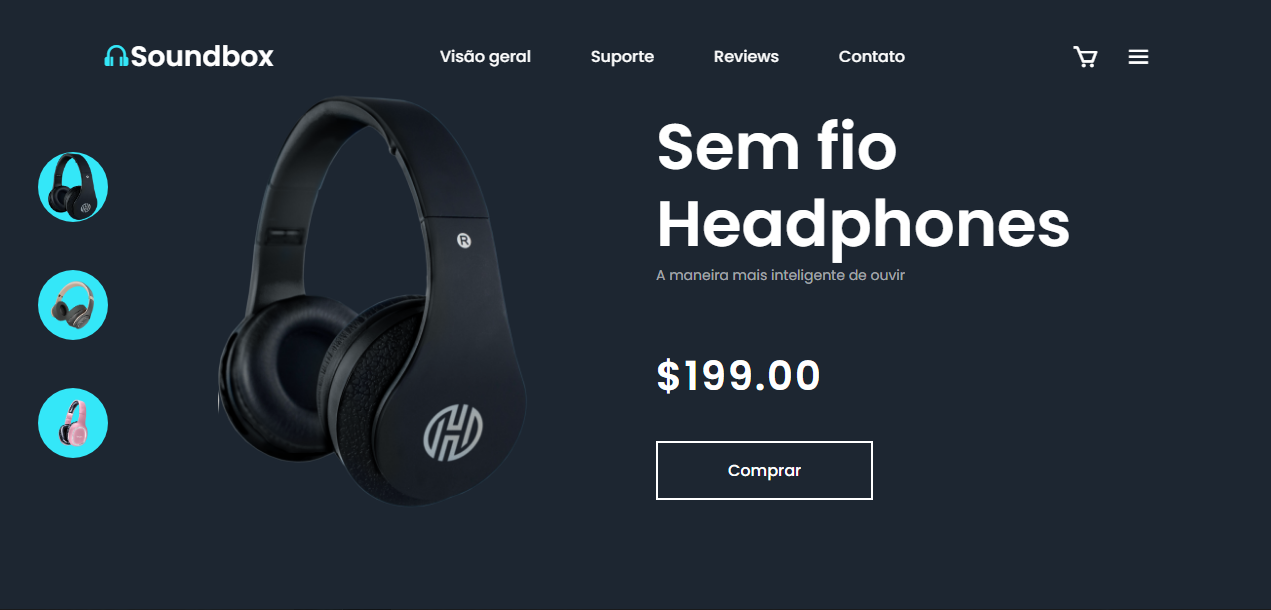 Soundbox
Visão geral
Suporte
Reviews
Contato
Sem fio
Headphones
A maneira mais inteligente de ouvir
$199.00
Comprar
®
H